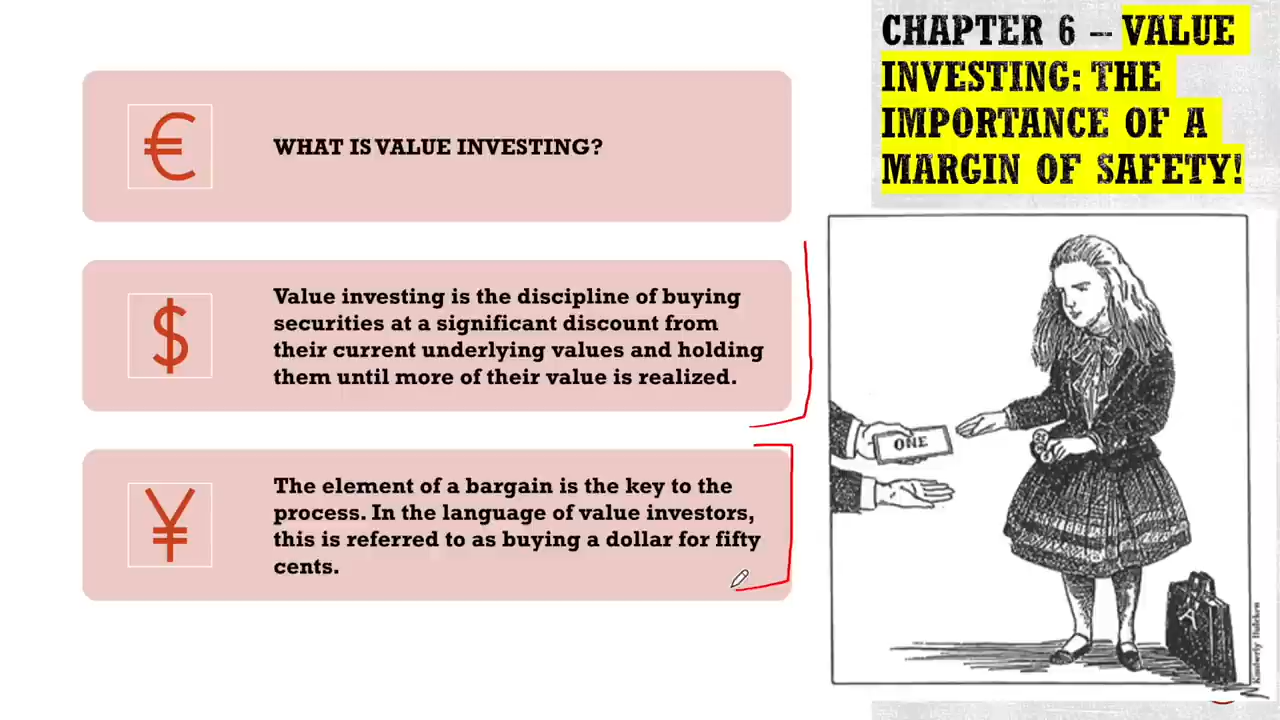 CHAPTER 6 – VALUE
INVESTING: THE
IMPORTANCE OF A
MARGIN OF SAFETY!
€
WHAT IS VALUE INVESTING?
$
Value investing is the discipline of buying
securities at a significant discount from
their current underlying values and holding
them until more of their value is realized.
¥
The element of a bargain is the key to the
process. In the language of value investors,
this is referred to as buying a dollar for fifty
cents.
ONE
A